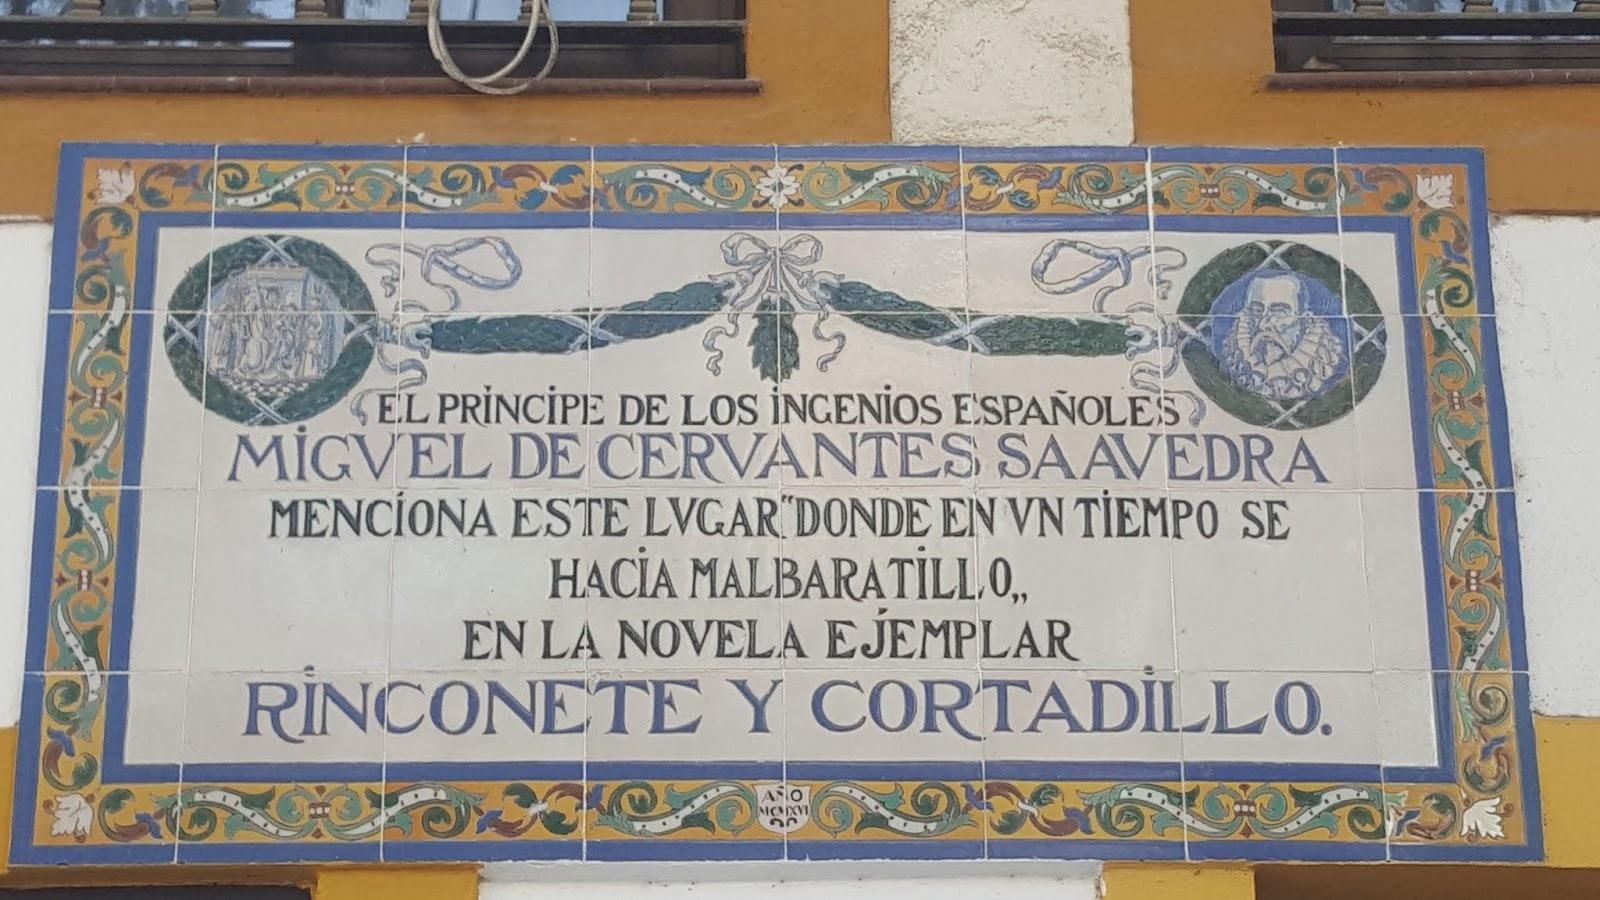 EL PRINCIPE DE LOS INGENIOS ESPAÑOLES
MIGVEL DE CERVANTES SAAVEDRA
MENCIONA ESTE LVGAR "DONDE EN VN TIEMPO SE
HACIA MALBARATILLO„
EN LA NOVELA EJEMPLAR
RINCONETE Y CORTADILLO.
AÑO
MCMXVI